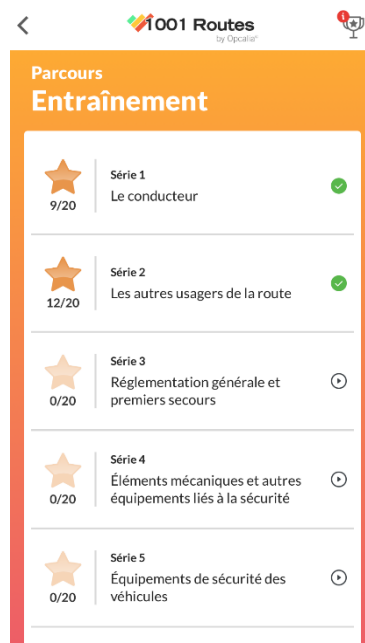 1001 Routes
by Opcalia
Parcours
Entraînement
Série 1
Le conducteur
9/20
Série 2
Les autres usagers de la route
12/20
Série 3
Réglementation générale et
premiers secours
0/20
Série 4
Éléments mécaniques et autres
équipements liés à la sécurité
0/20
Série 5
Équipements de sécurité des
véhicules
0/20